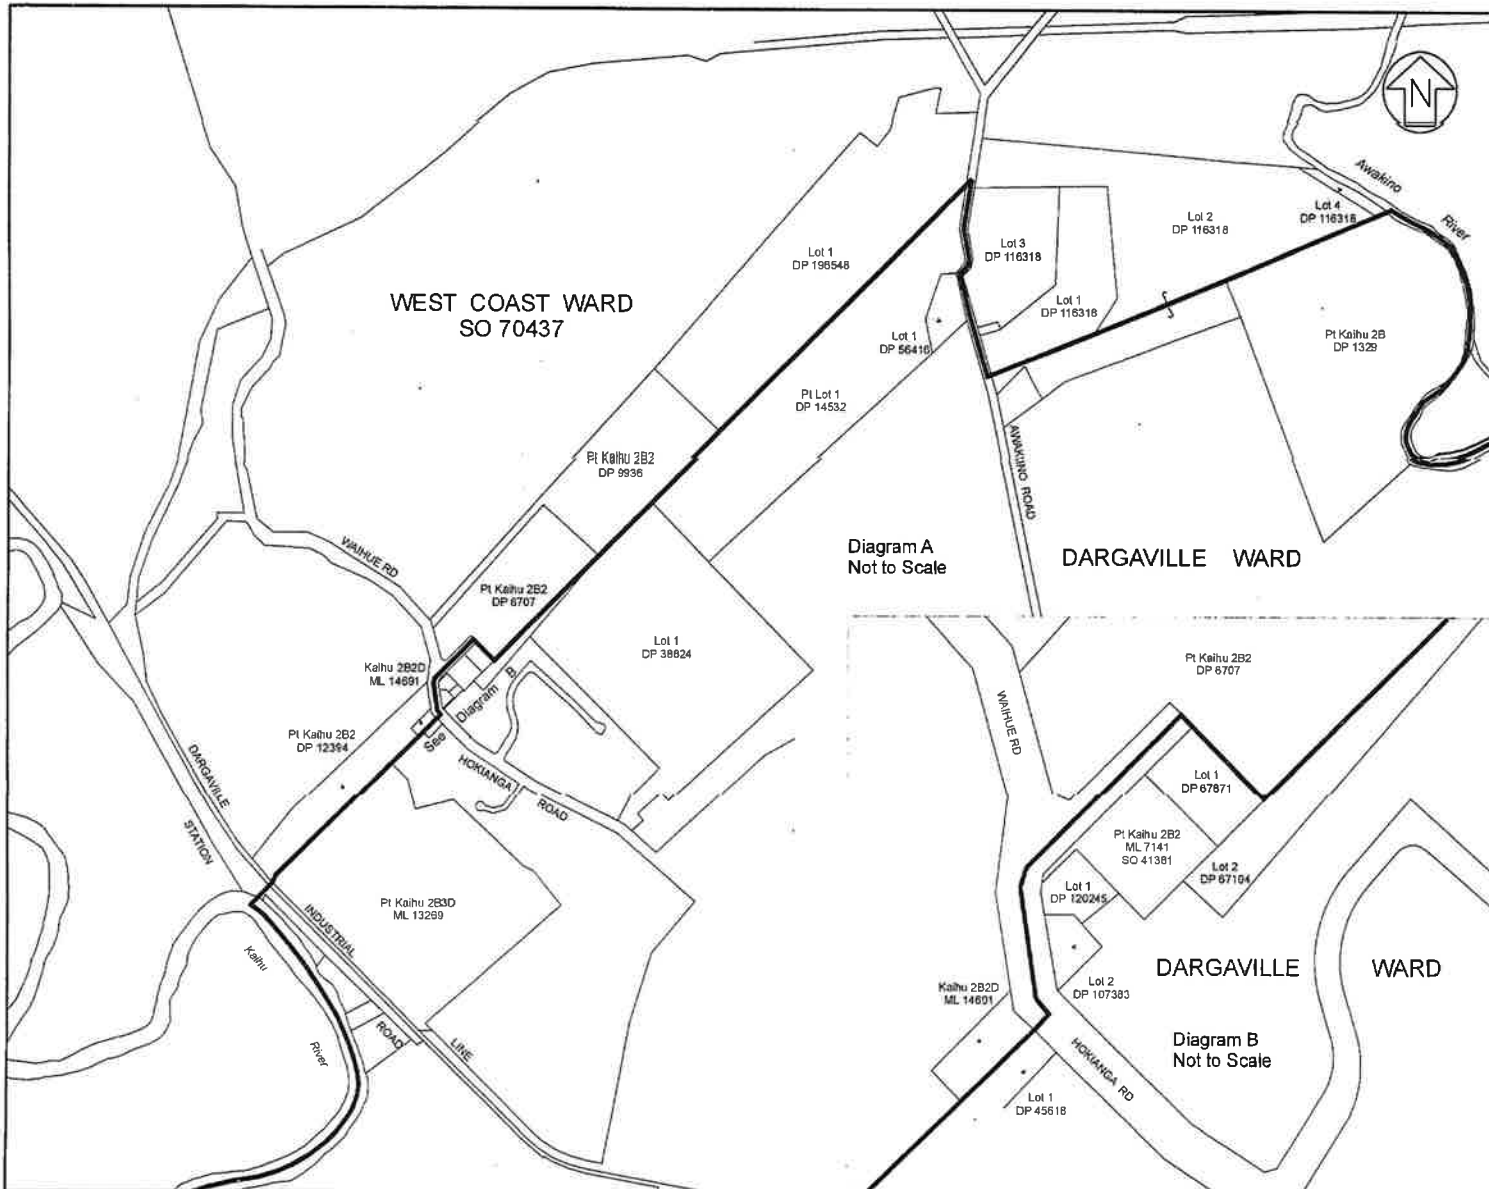 N
Awakino
River
Lot 4
DP 116318
Lot 2
DP 116318
Lot 3
DP 116318
Lot 1
DP 116318
Lot 1
DP 198548
WEST COAST WARD
SO 70437
Lot 1
DP 56416
Pt Kaihu 2B
DP 1329
Pt Lot 1
DP 14532
AWAKINO ROAD
Pt Kaihu 2B2
DP 9936
WAIHUE RD
Diagram A
Not to Scale
DARGAVILLE WARD
Pt Kaihu 2B2
DP 6707
Lot 1
DP 38824
Kaihu 2B2D
ML 14691
See Diagram B
Pt Kaihu 2B2
DP 12394
HOKIANGA ROAD
DARGAVILLE
STATION
INDUSTRIAL
ROAD
LINE
Pt Kaihu 2B3D
ML 13269
Kaihu
River
Pt Kaihu 2B2
DP 6707
WAIHUE RD
Lot 1
DP 67871
Pt Kaihu 2B2
ML 7141
SO 41381
Lot 2
DP 67194
Lot 1
DP 120245
DARGAVILLE WARD
Lot 2
DP 107383
Kaihu 2B2D
ML 14691
Diagram B
Not to Scale
HOKIANGA RD
Lot 1
DP 45618